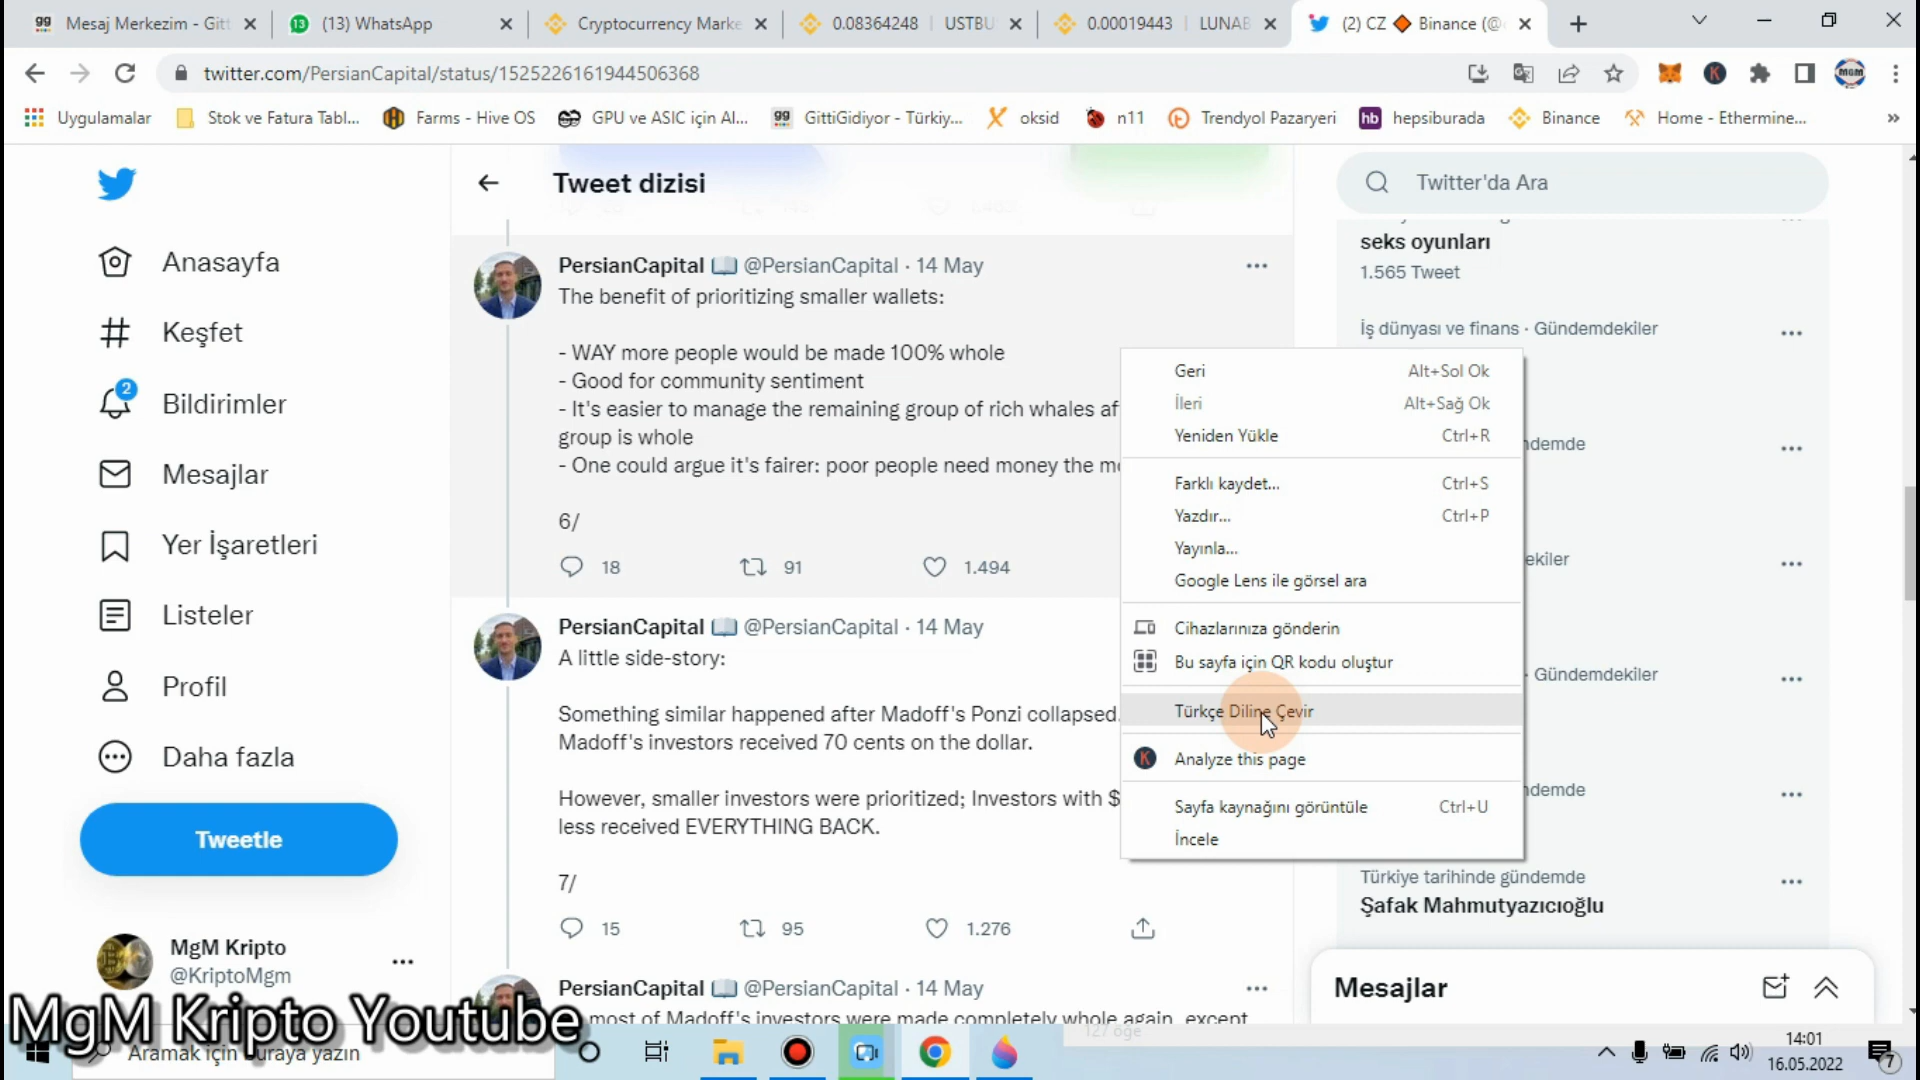 Mesaj Merkezim - Gitt
(13) WhatsApp
Cryptocurrency Marke
0.08364248 | USTBU
0.00019443 | LUNAB
(2) CZ 🔶 Binance (@
twitter.com/PersianCapital/status/1525226161944506368
Uygulamalar
Stok ve Fatura Tabl...
Farms - Hive OS
GPU ve ASIC için Al...
GittiGidiyor - Türkiy...
oksid
n11
Trendyol Pazaryeri
hepsiburada
Binance
Home - Ethermine...
Anasayfa
Keşfet
2
Bildirimler
Mesajlar
Yer İşaretleri
Listeler
Profil
Daha fazla
Tweetle
MgM Kripto
@KriptoMgm
Tweet dizisi
PersianCapital 📖 @PersianCapital · 14 May
The benefit of prioritizing smaller wallets:
- WAY more people would be made 100% whole
- Good for community sentiment
- It's easier to manage the remaining group of rich whales af
group is whole
- One could argue it's fairer: poor people need money the
6/
18 91 1.494
PersianCapital 📖 @PersianCapital · 14 May
A little side-story:
Something similar happened after Madoff's Ponzi collapsed.
Madoff's investors received 70 cents on the dollar.
However, smaller investors were prioritized; Investors with $
less received EVERYTHING BACK.
7/
15 95 1.276
PersianCapital 📖 @PersianCapital · 14 May
most of Madoff's investors were made completely whole again, except
Geri Alt+Sol Ok
İleri Alt+Sağ Ok
Yeniden Yükle Ctrl+R
Farklı kaydet... Ctrl+S
Yazdır... Ctrl+P
Yayınla...
Google Lens ile görsel ara
Cihazlarınıza gönderin
Bu sayfa için QR kodu oluştur
Türkçe Diline Çevir
Analyze this page
Sayfa kaynağını görüntüle Ctrl+U
İncele
Twitter'da Ara
seks oyunları
1.565 Tweet
İş dünyası ve finans · Gündemdekiler
demde
ekiler
· Gündemdekiler
demde
Türkiye tarihinde gündemde
Şafak Mahmutyazıcıoğlu
Mesajlar
MgM Kripto Youtube
Aramak için buraya yazın
127 öğe
14:01
16.05.2022
7